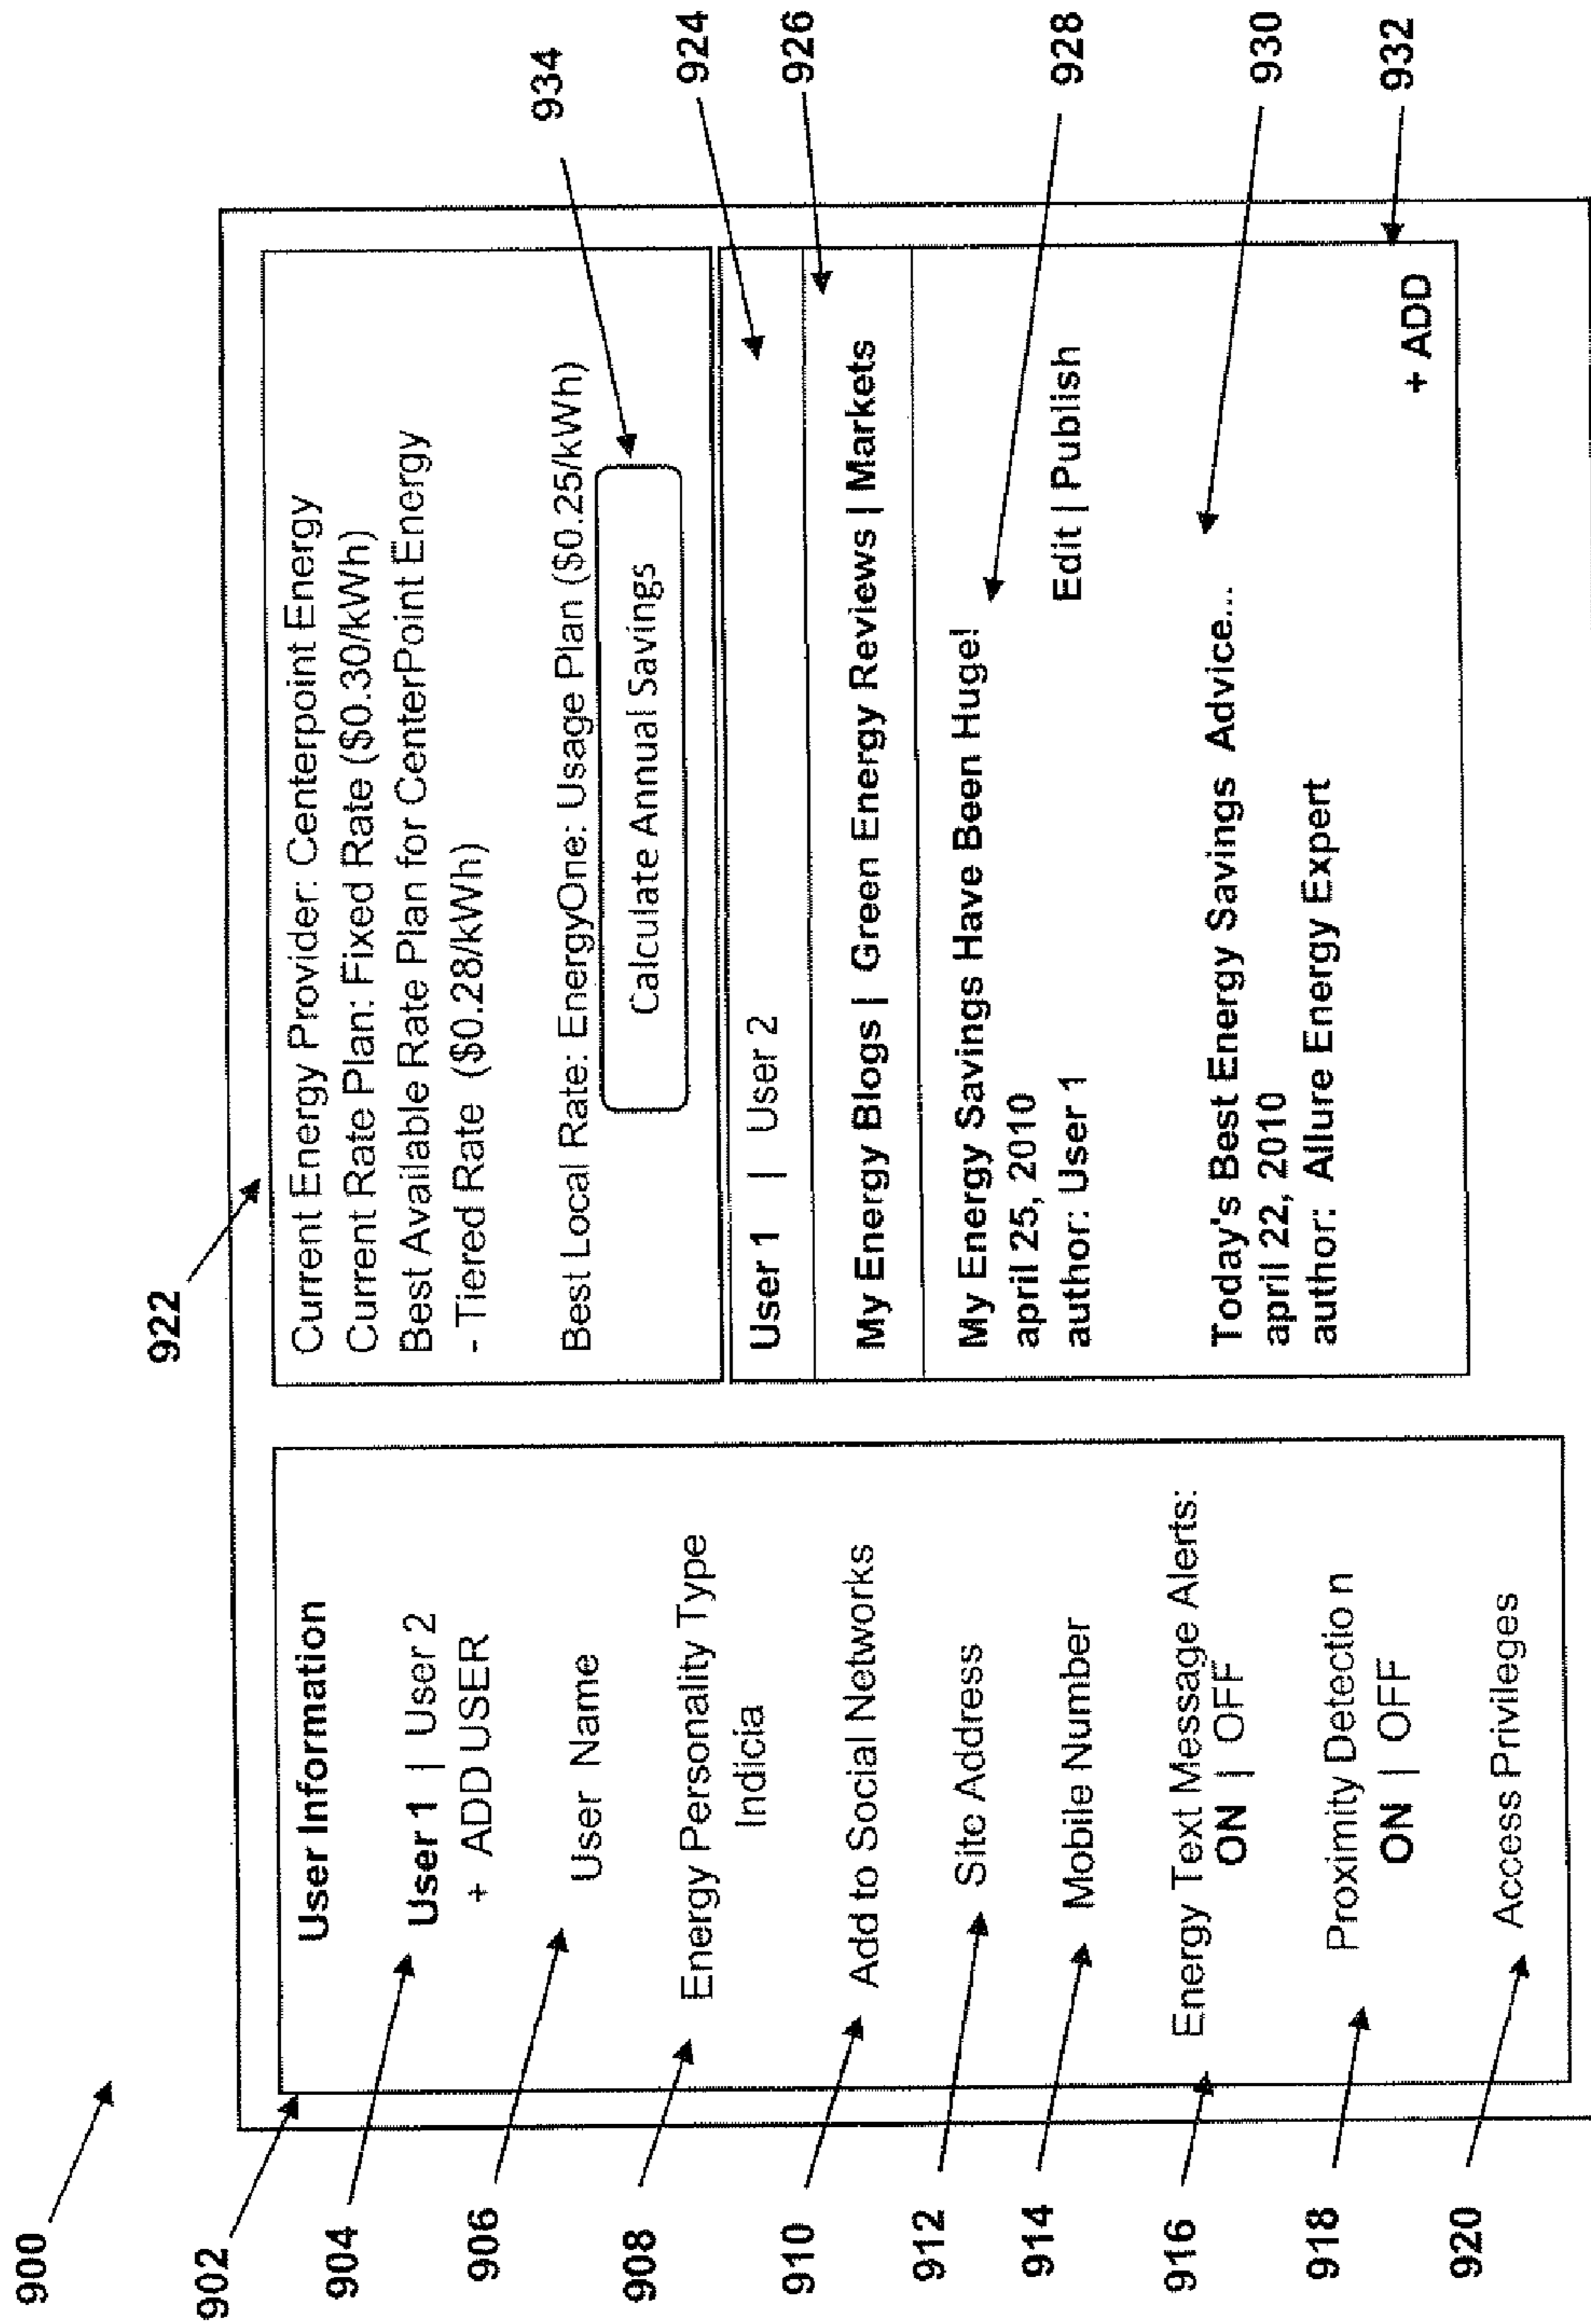 900
902
904
906
908
910
912
914
916
918
920
User Information
User 1 | User 2
+ ADD USER
User Name
Energy Personality Type
Indicia
Add to Social Networks
Site Address
Mobile Number
Energy Text Message Alerts:
ON | OFF
Proximity Detectio n
ON | OFF
Access Privileges
922
Current Energy Provider: Centerpoint Energy
Current Rate Plan: Fixed Rate ($0.30/kWh)
Best Available Rate Plan for CenterPoint Energy
- Tiered Rate ($0.28/kWh)
Best Local Rate: EnergyOne: Usage Plan ($0.25/kWh)
Calculate Annual Savings
User 1 | User 2
My Energy Blogs | Green Energy Reviews | Markets
My Energy Savings Have Been Huge!
april 25, 2010
author: User 1
Edit | Publish
Today's Best Energy Savings Advice...
april 22, 2010
author: Allure Energy Expert
+ ADD
934
924
926
928
930
932